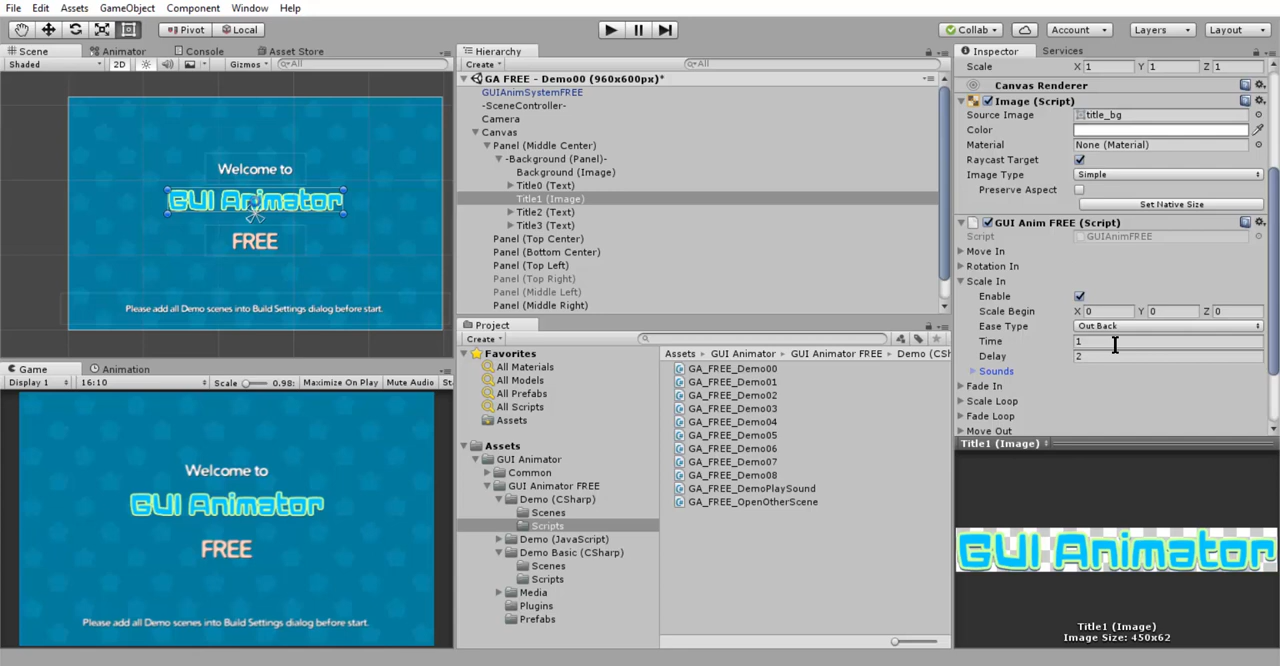 File Edit Assets GameObject Component Window Help
Pivot Local Collab Account Layers Layout
Scene Animator Console Asset Store
Shaded 2D Gizmos All
Welcome to
GUI Animator
FREE
Please add all Demo scenes into Build Settings dialog before start.
Game Animation
Display 1 16:10 Scale 0.98: Maximize On Play Mute Audio St
Welcome to
GUI Animator
FREE
Please add all Demo scenes into Build Settings dialog before start.
Hierarchy
Create All
GA FREE - Demo00 (960x600px)*
GUIAnimSystemFREE
-SceneController-
Camera
Canvas
Panel (Middle Center)
-Background (Panel)-
Background (Image)
Title0 (Text)
Title1 (Image)
Title2 (Text)
Title3 (Text)
Panel (Top Center)
Panel (Bottom Center)
Panel (Top Left)
Panel (Top Right)
Panel (Middle Left)
Panel (Middle Right)
Project
Create
Favorites
All Materials
All Models
All Prefabs
All Scripts
Assets
Assets
GUI Animator
Common
GUI Animator FREE
Demo (CSharp)
Scenes
Scripts
Demo (JavaScript)
Demo Basic (CSharp)
Scenes
Scripts
Media
Plugins
Prefabs
Assets GUI Animator GUI Animator FREE Demo (CSh
GA_FREE_Demo00
GA_FREE_Demo01
GA_FREE_Demo02
GA_FREE_Demo03
GA_FREE_Demo04
GA_FREE_Demo05
GA_FREE_Demo06
GA_FREE_Demo07
GA_FREE_Demo08
GA_FREE_DemoPlaySound
GA_FREE_OpenOtherScene
Inspector Services
Scale X 1 Y 1 Z 1
Canvas Renderer
Image (Script)
Source Image title_bg
Color
Material None (Material)
Raycast Target
Image Type Simple
Preserve Aspect
Set Native Size
GUI Anim FREE (Script)
Script GUIAnimFREE
Move In
Rotation In
Scale In
Enable
Scale Begin X 0 Y 0 Z 0
Ease Type Out Back
Time 1
Delay 2
Sounds
Fade In
Scale Loop
Fade Loop
Move Out
Title1 (Image)
GUI Animator
Title1 (Image)
Image Size: 450x62